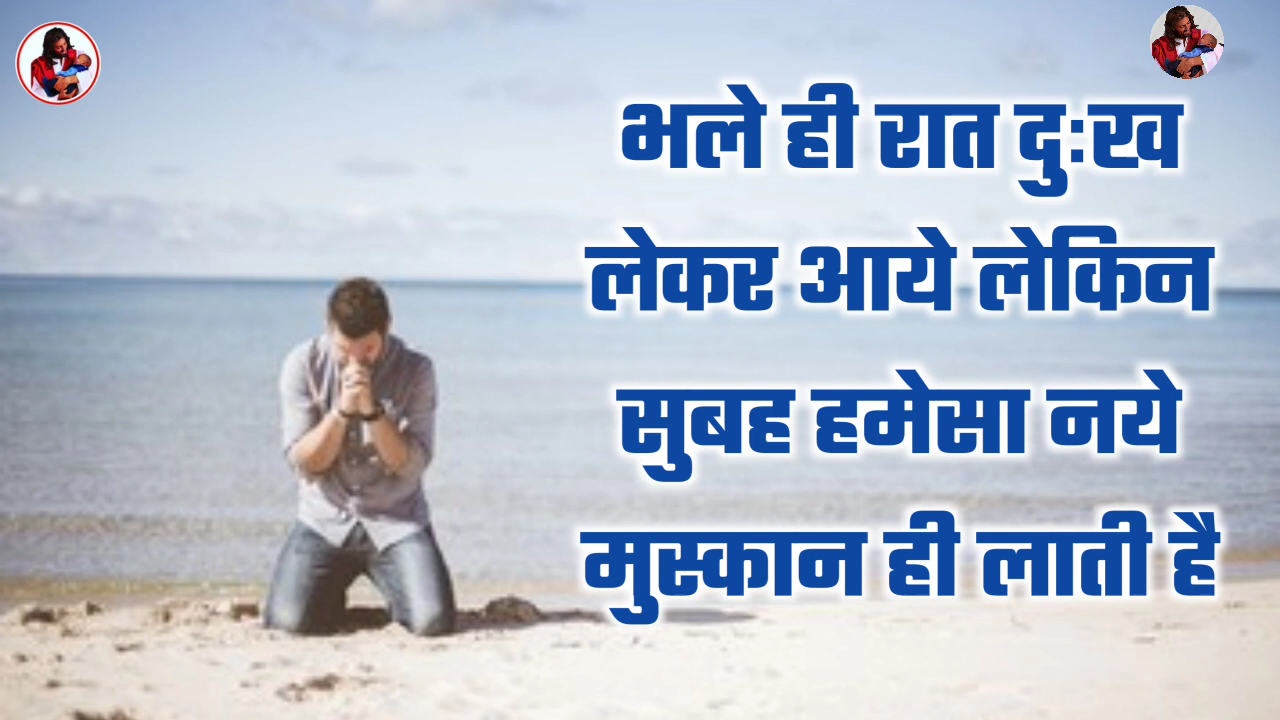 भले ही रात दुःख
लेकर आये लेकिन
सुबह हमेसा नये
मुस्कान ही लाती है